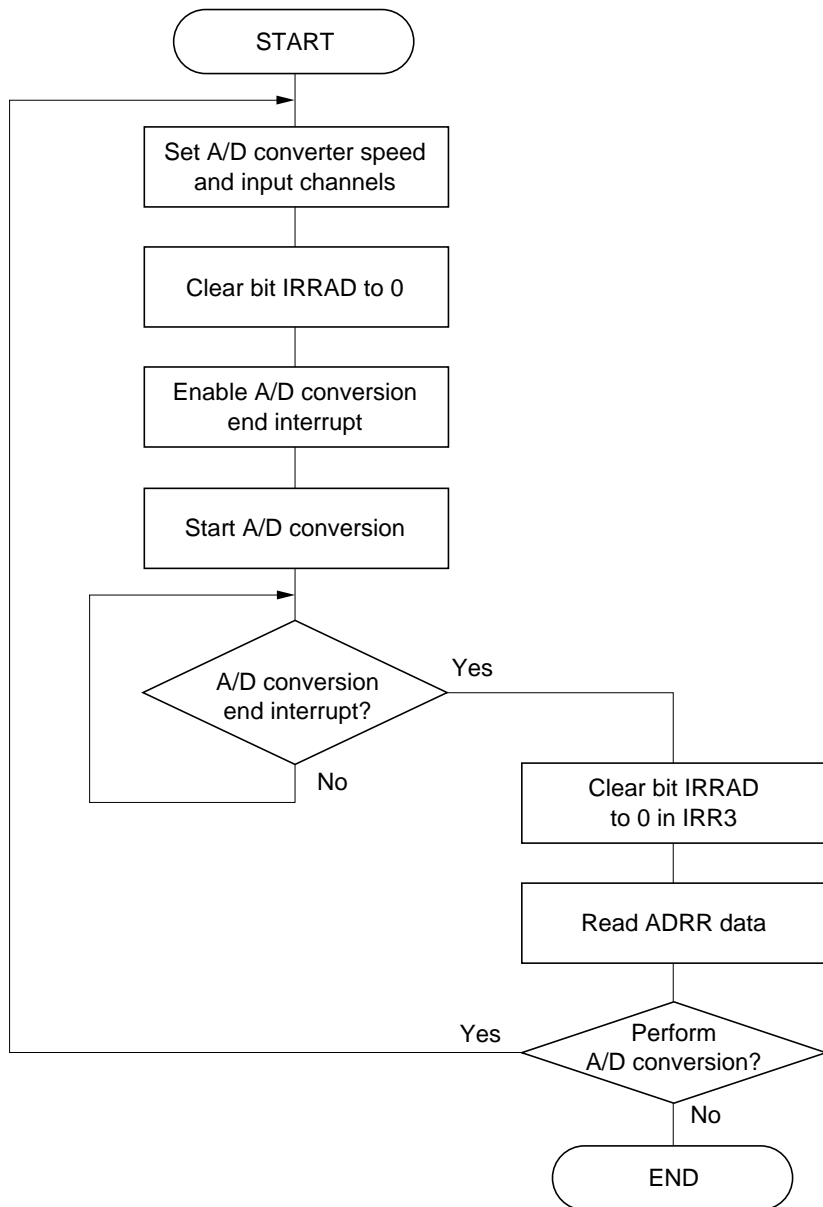 START
Set A/D converter speed
and input channels
Clear bit IRRAD to 0
Enable A/D conversion
end interrupt
Start A/D conversion
A/D conversion
end interrupt?
Yes
No
Clear bit IRRAD
to 0 in IRR3
Read ADRR data
Perform
A/D conversion?
Yes
No
END